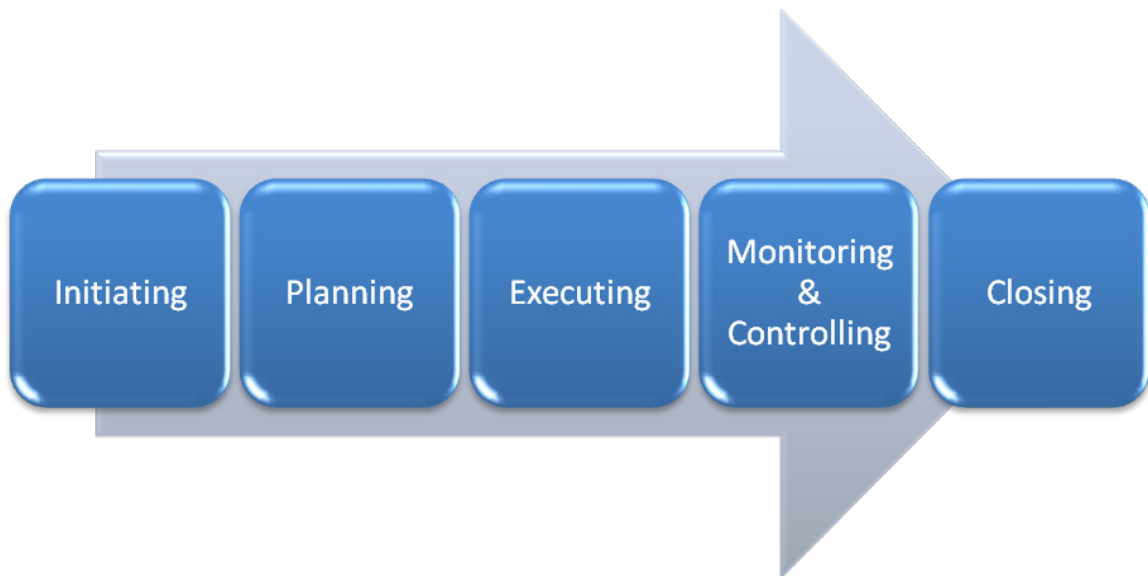 Initiating
Planning
Executing
Monitoring
&
Controlling
Closing